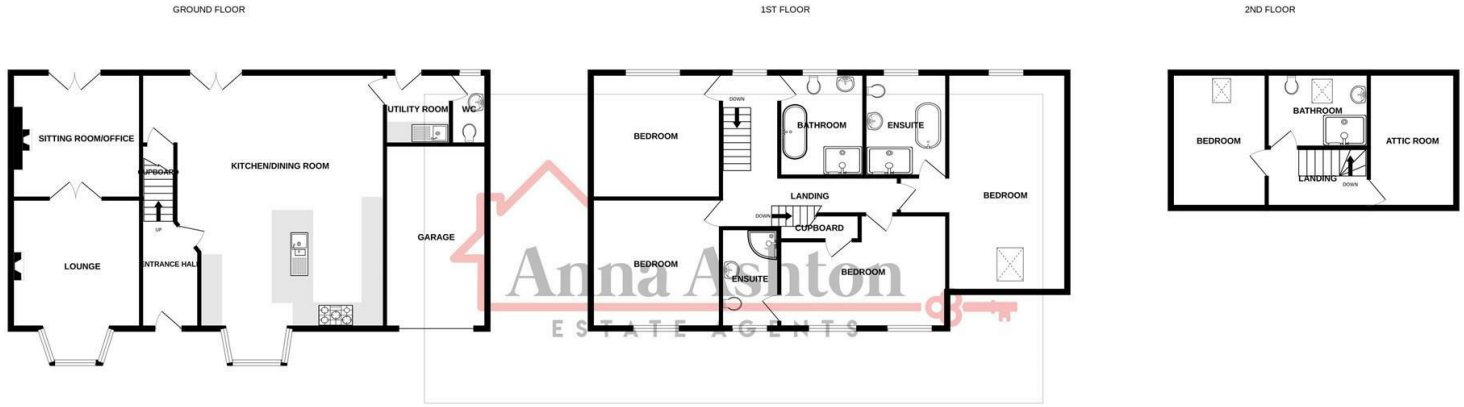 GROUND FLOOR
SITTING ROOM/OFFICE
CUPBOARD
UP
KITCHEN/DINING ROOM
UTILITY ROOM
WC
GARAGE
LOUNGE
ENTRANCE HALL
1ST FLOOR
BEDROOM
DOWN
BATHROOM
ENSUITE
BEDROOM
LANDING
DOWN
CUPBOARD
BEDROOM
ENSUITE
BEDROOM
Anna Ashton
ESTATE AGENTS
2ND FLOOR
BEDROOM
BATHROOM
ATTIC ROOM
LANDING
DOWN